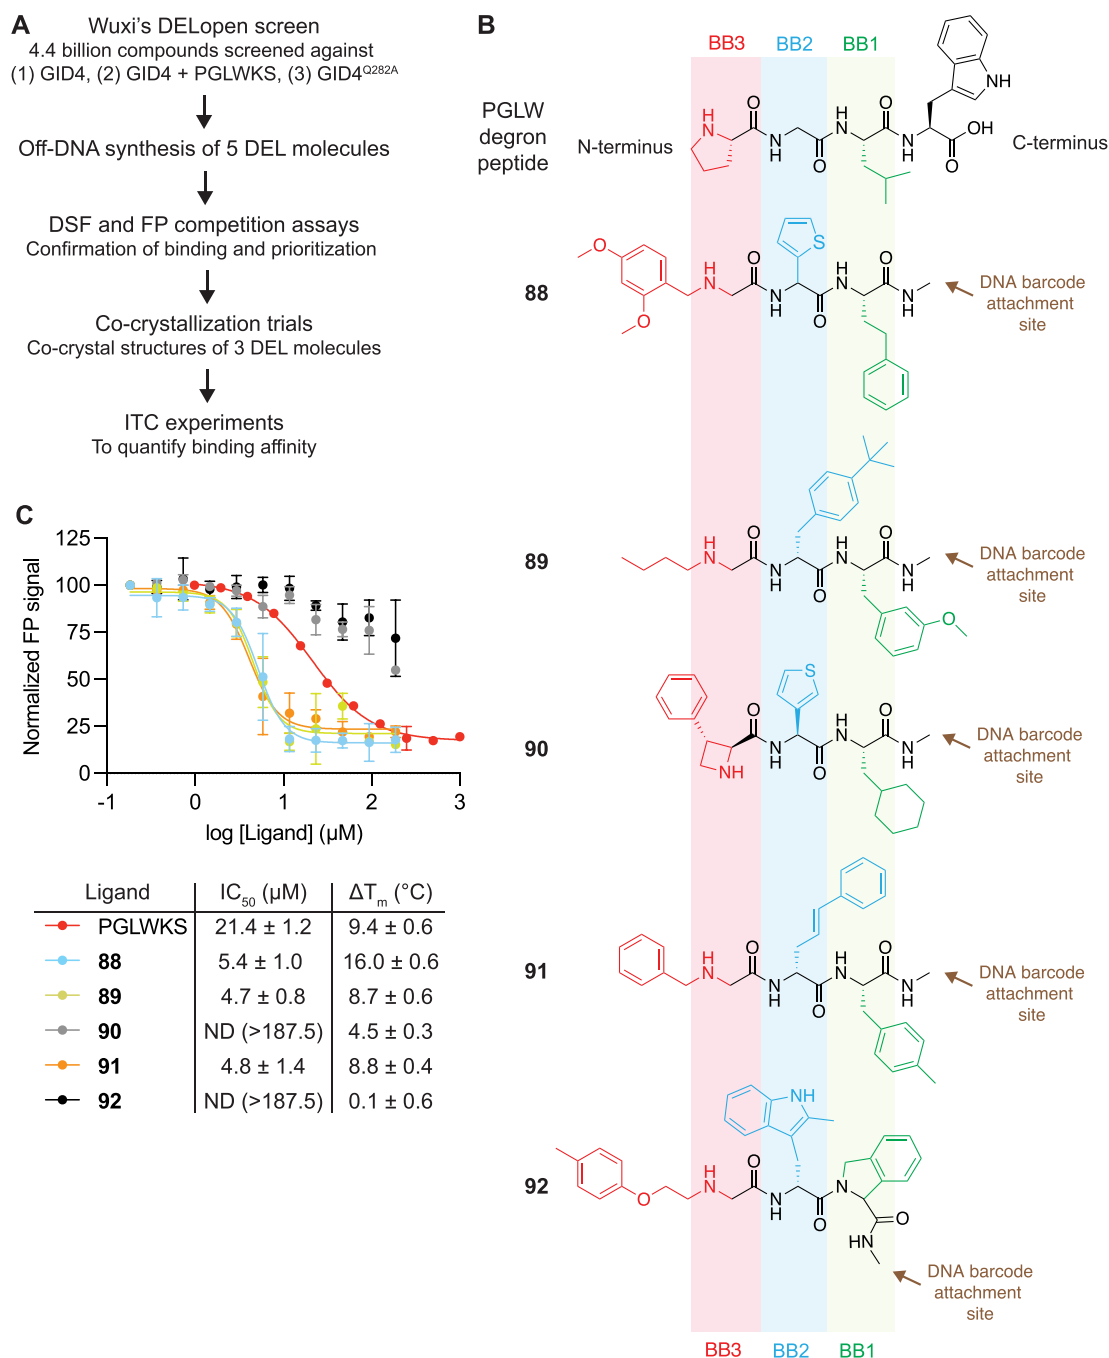 A
Wuxi's DELopen screen
4.4 billion compounds screened against
(1) GID4, (2) GID4 + PGLWKS, (3) GID4Q282A
Off-DNA synthesis of 5 DEL molecules
DSF and FP competition assays
Confirmation of binding and prioritization
Co-crystallization trials
Co-crystal structures of 3 DEL molecules
ITC experiments
To quantify binding affinity
B
BB3 BB2 BB1
PGLW
degron
peptide
N-terminus
C-terminus
H
N
O
N
H
O
H
N
O
N
H
O
OH
NH
88
O
O
H
N
O
N
H
S
O
H
N
O
N
H
DNA barcode
attachment
site
89
H
N
O
N
H
O
H
N
O
N
H
O
DNA barcode
attachment
site
90
NH
O
N
H
S
O
H
N
O
N
H
DNA barcode
attachment
site
91
H
N
O
N
H
O
H
N
O
N
H
DNA barcode
attachment
site
92
O
H
N
O
N
H
NH
O
N
O
HN
DNA barcode
attachment
site
BB3 BB2 BB1
C
Normalized FP signal
125
100
75
50
25
0
-1 0 1 2 3
log [Ligand] (µM)
Ligand IC50 (µM) ΔTm (°C)
PGLWKS 21.4 ± 1.2 9.4 ± 0.6
88 5.4 ± 1.0 16.0 ± 0.6
89 4.7 ± 0.8 8.7 ± 0.6
90 ND (>187.5) 4.5 ± 0.3
91 4.8 ± 1.4 8.8 ± 0.4
92 ND (>187.5) 0.1 ± 0.6